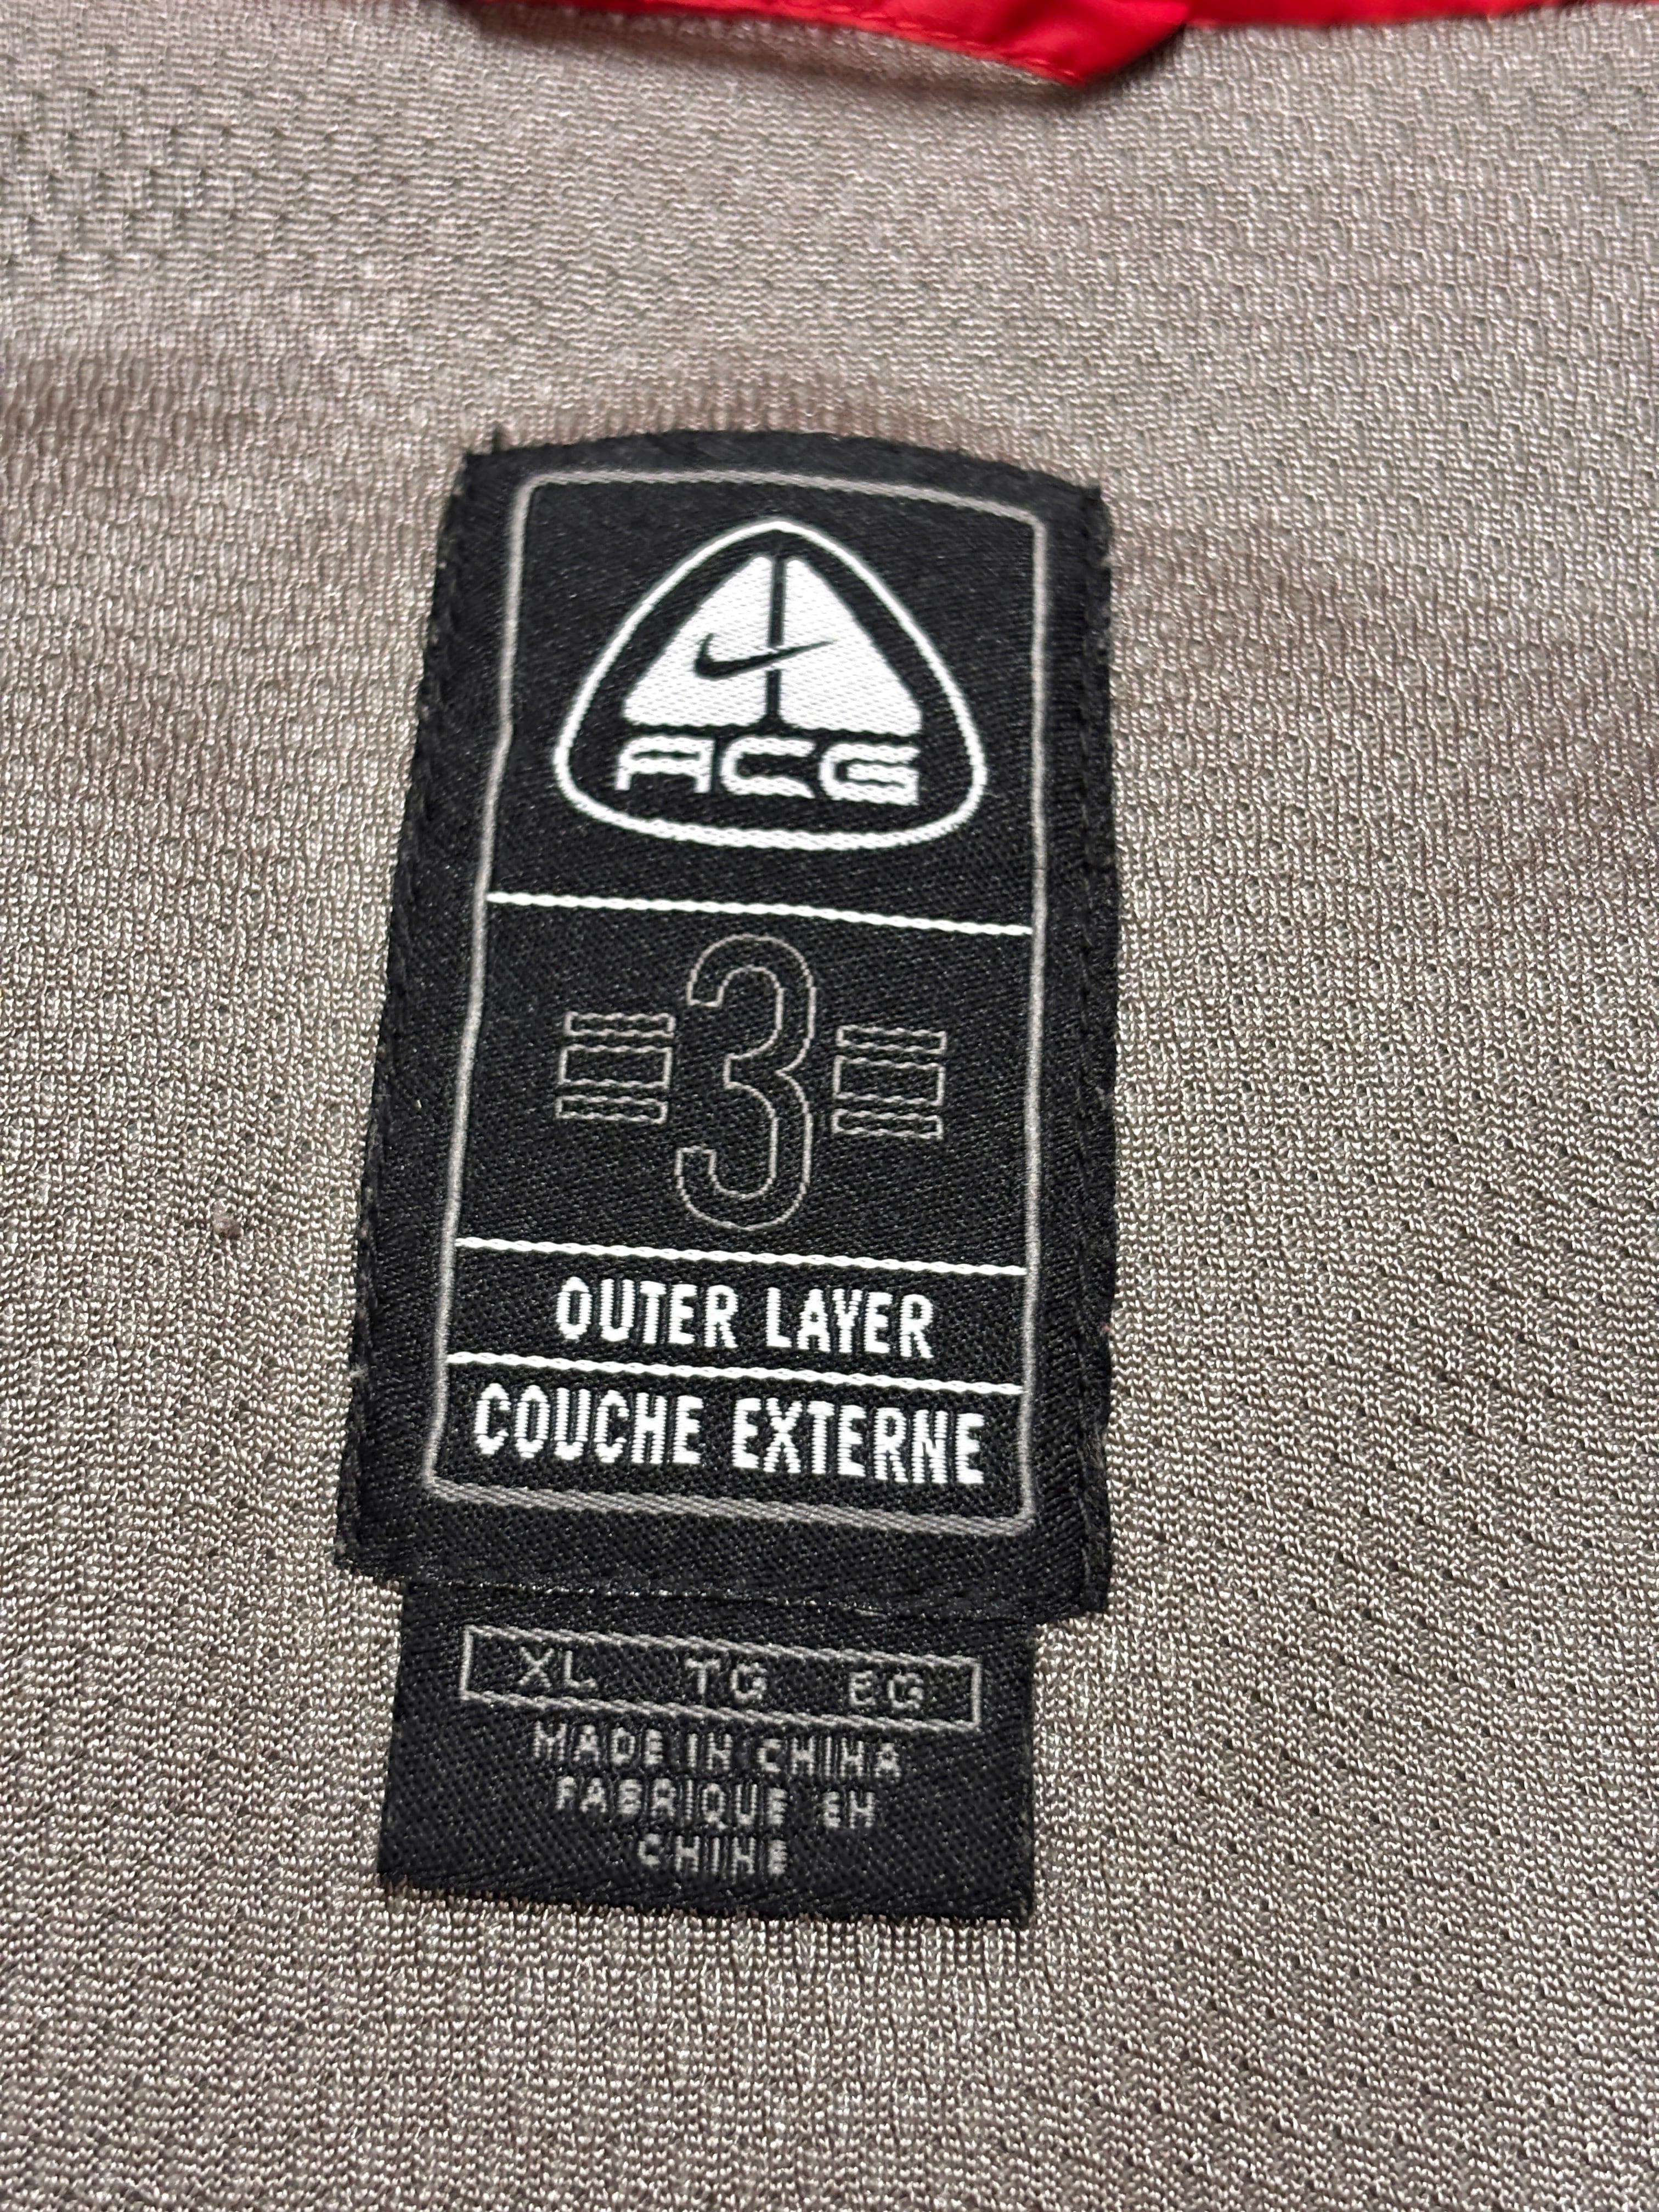 ACG
3
OUTER LAYER
COUCHE EXTERNE
XL TG EG
MADE IN CHINA
FABRIQUE EN
CHINE